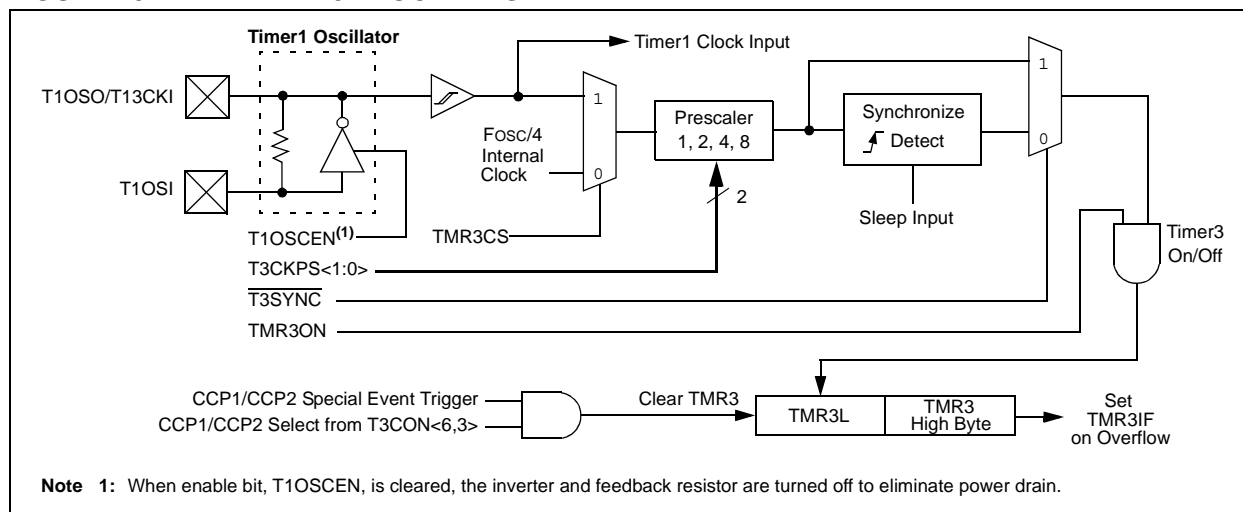 Timer1 Oscillator
Timer1 Clock Input
T1OSO/T13CKI
T1OSI
1
FOSC/4
Internal
Clock
0
Prescaler
1, 2, 4, 8
2
Synchronize
Detect
1
0
Sleep Input
T1OSCEN(1)
TMR3CS
T3CKPS<1:0>
T3SYNC
TMR3ON
Timer3
On/Off
CCP1/CCP2 Special Event Trigger
CCP1/CCP2 Select from T3CON<6,3>
Clear TMR3
TMR3L
TMR3
High Byte
Set
TMR3IF
on Overflow
Note 1: When enable bit, T1OSCEN, is cleared, the inverter and feedback resistor are turned off to eliminate power drain.